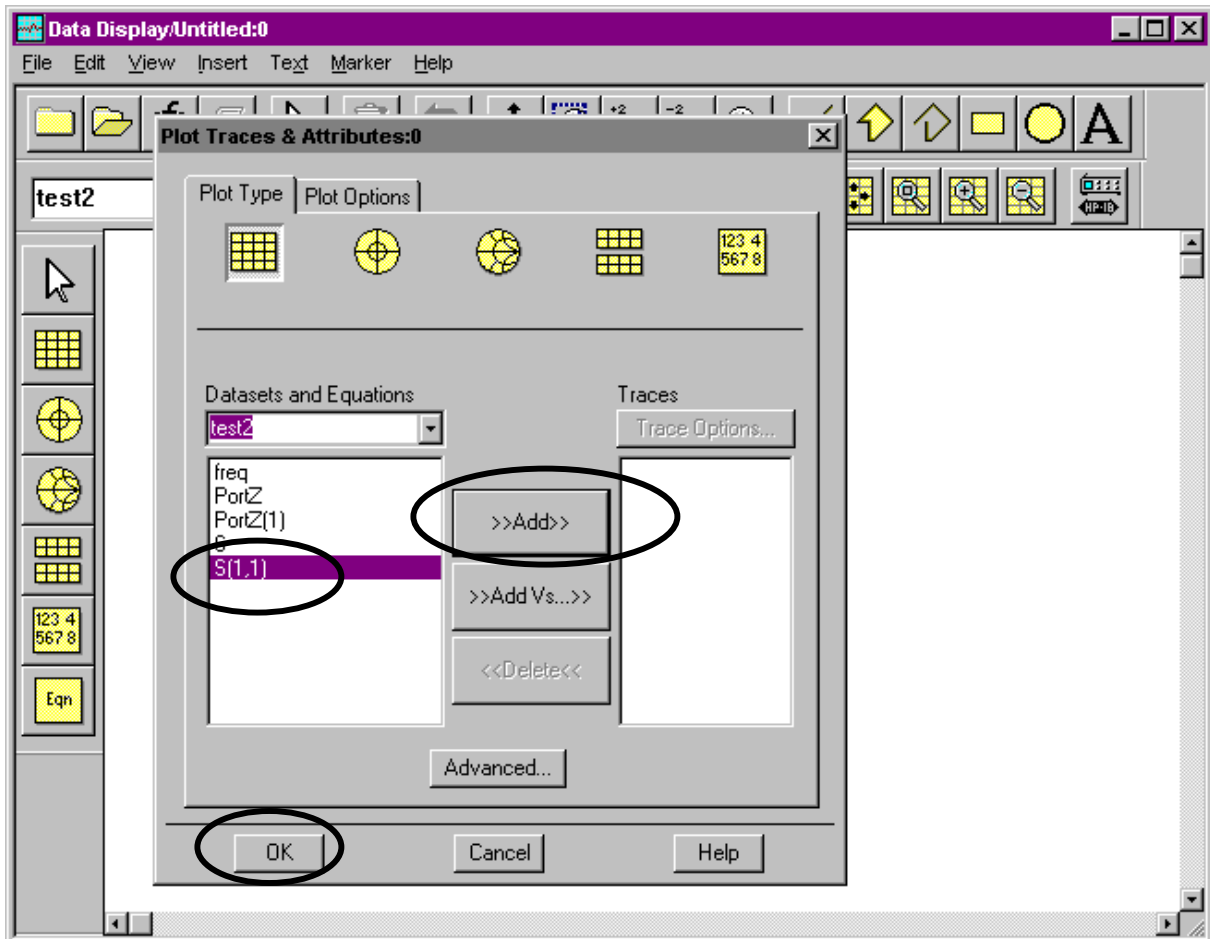 Data Display/Untitled:0
File Edit View Insert Text Marker Help
+2 -2
A
Plot Traces & Attributes:0
test2
HP-IB
Plot Type Plot Options
123 4
567 8
Datasets and Equations
Traces
test2
Trace Options...
freq
PortZ
PortZ(1)
S
S(1,1)
>>Add>>
>>Add Vs...>>
<<Delete<<
123 4
567 8
Eqn
Advanced...
OK Cancel Help